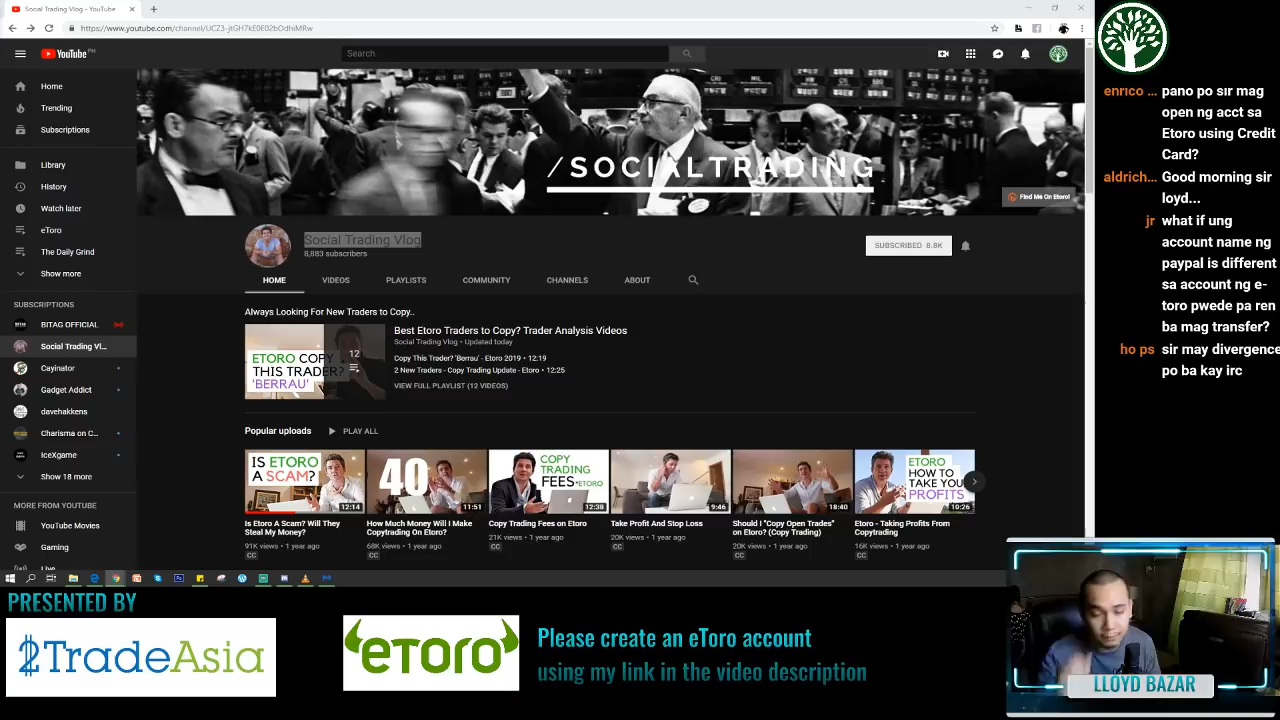 Social Trading Vlog - YouTube
https://www.youtube.com/channel/UCZ3-jtGH7kE0E02bOdhiMRw
YouTube PH
Search
Home
Trending
Subscriptions
Library
History
Watch later
eToro
The Daily Grind
Show more
SUBSCRIPTIONS
BITAG OFFICIAL
Social Trading Vl...
Cayinator
Gadget Addict
davehakkens
Charisma on C...
IceXgame
Show 18 more
MORE FROM YOUTUBE
YouTube Movies
Gaming
Live
/SOCIALTRADING
Find Me On Etoro!
Social Trading Vlog
8,883 subscribers
SUBSCRIBED 8.8K
HOME VIDEOS PLAYLISTS COMMUNITY CHANNELS ABOUT
Always Looking For New Traders to Copy..
ETORO COPY
THIS TRADER?
'BERRAU'
12
Best Etoro Traders to Copy? Trader Analysis Videos
Social Trading Vlog • Updated today
Copy This Trader? 'Berrau' - Etoro 2019 • 12:19
2 New Traders - Copy Trading Update - Etoro • 12:25
VIEW FULL PLAYLIST (12 VIDEOS)
Popular uploads PLAY ALL
IS ETORO
A SCAM?
12:14
Is Etoro A Scam? Will They
Steal My Money?
91K views • 1 year ago
CC
40
11:51
How Much Money Will I Make
Copytrading On Etoro?
68K views • 1 year ago
CC
COPY
TRADING
FEES
*ETORO
12:38
Copy Trading Fees on Etoro
21K views • 1 year ago
CC
9:46
Take Profit And Stop Loss
20K views • 1 year ago
CC
18:40
Should I "Copy Open Trades"
on Etoro? (Copy Trading)
20K views • 1 year ago
CC
ETORO
HOW TO
TAKE YOUR
PROFITS
10:26
Etoro - Taking Profits From
Copytrading
16K views • 1 year ago
CC
enrico ... pano po sir mag
open ng acct sa
Etoro using Credit
Card?
aldrich... Good morning sir
loyd...
jr what if ung
account name ng
paypal is different
sa account ng e-
toro pwede pa ren
ba mag transfer?
ho ps sir may divergence
po ba kay irc
PRESENTED BY
2TradeAsia
eToro
Please create an eToro account
using my link in the video description
LLOYD BAZAR